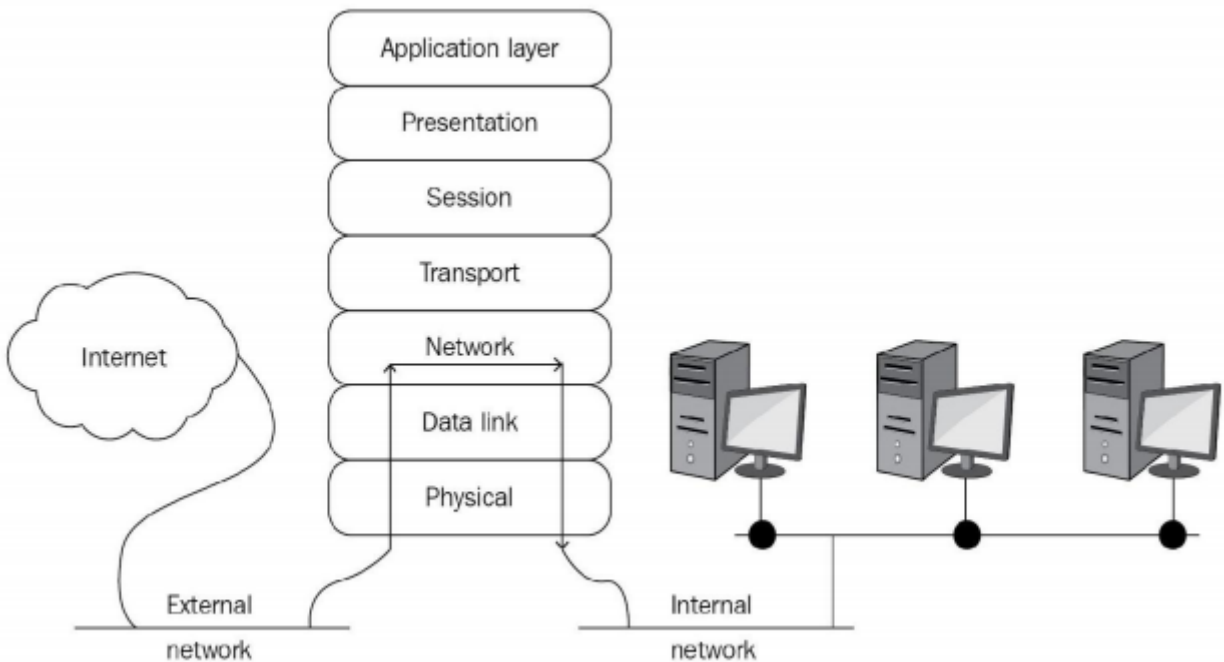 Application layer
Presentation
Session
Transport
Network
Data link
Physical
Internet
External
network
Internal
network